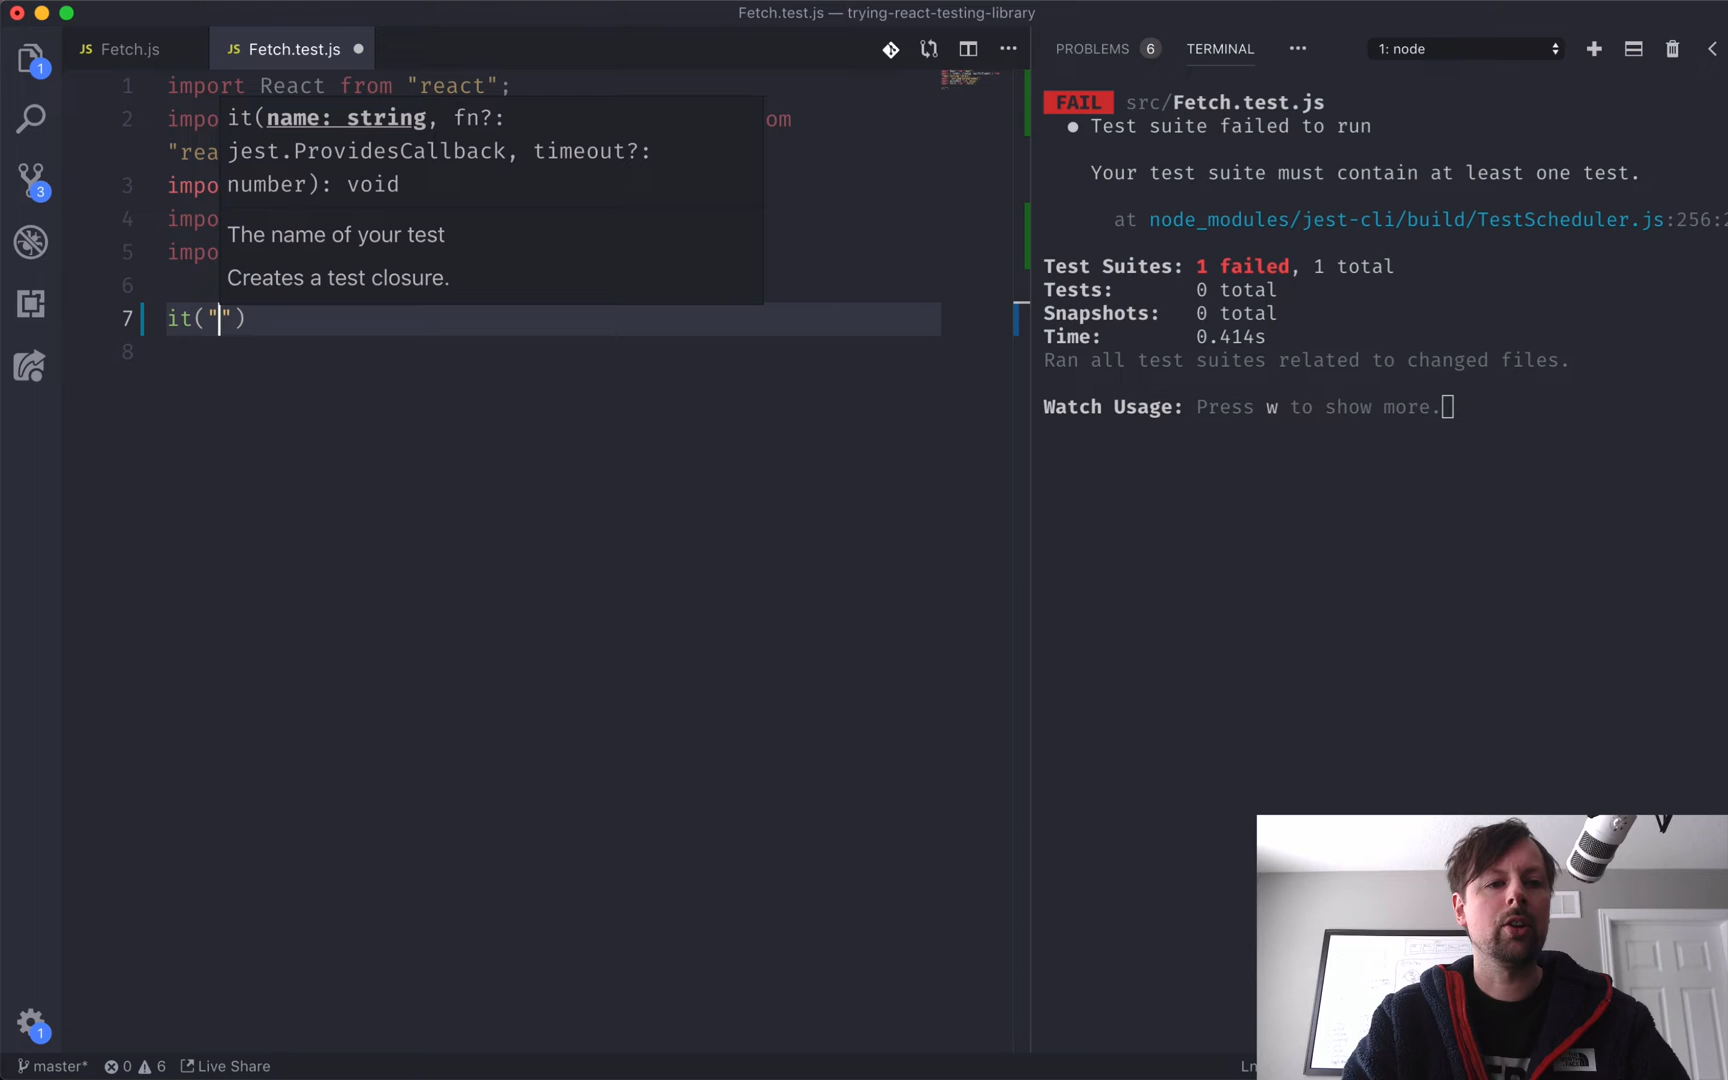 Fetch.test.js — trying-react-testing-library
JS Fetch.js
JS Fetch.test.js
PROBLEMS 6 TERMINAL ••• 1: node
1 import React from "react";
2 impo om
"rea
3 impo
4 impo
5 impo
6
7 it("")
8
it(name: string, fn?:
jest.ProvidesCallback, timeout?:
number): void
The name of your test
Creates a test closure.
FAIL src/Fetch.test.js
● Test suite failed to run
Your test suite must contain at least one test.
at node_modules/jest-cli/build/TestScheduler.js:256:2
Test Suites: 1 failed, 1 total
Tests: 0 total
Snapshots: 0 total
Time: 0.414s
Ran all test suites related to changed files.
Watch Usage: Press w to show more.
1
3
1
master* 0 6 Live Share
Ln